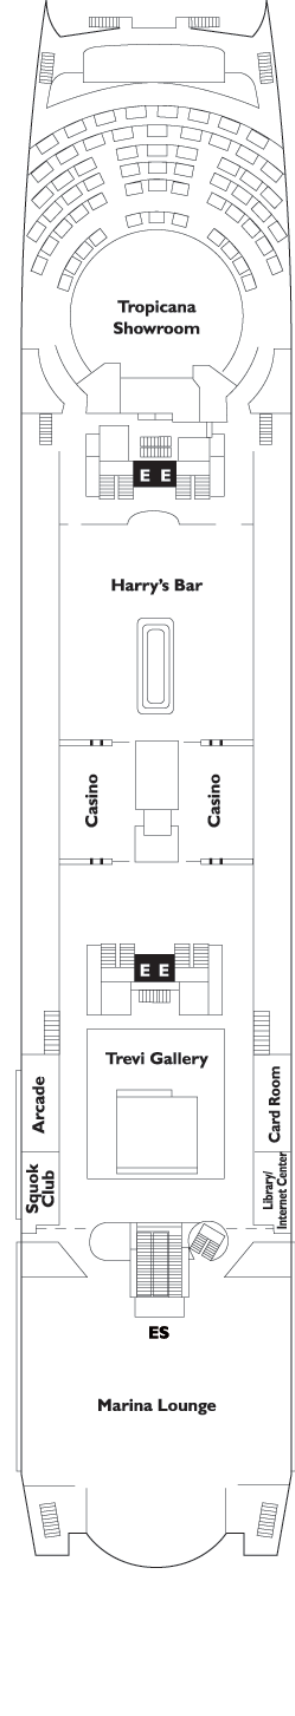 Tropicana
Showroom
E E
Harry's Bar
Casino
Casino
E E
Trevi Gallery
Arcade
Card Room
Squok
Club
Library/
Internet Center
ES
Marina Lounge